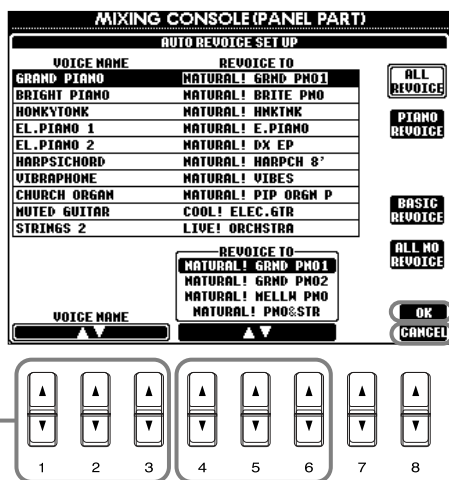 MIXING CONSOLE (PANEL PART)
AUTO REVOICE SET UP
VOICE NAME REVOICE TO
GRAND PIANO NATURAL! GRND PNO1
BRIGHT PIANO NATURAL! BRITE PNO
HONKYTONK NATURAL! HNKTNK
EL.PIANO 1 NATURAL! E.PIANO
EL.PIANO 2 NATURAL! DX EP
HARPSICHORD NATURAL! HARPCH 8'
VIBRAPHONE NATURAL! VIBES
CHURCH ORGAN NATURAL! PIP ORGN P
MUTED GUITAR COOL! ELEC.GTR
STRINGS 2 LIVE! ORCHSTRA
ALL REVOICE
PIANO REVOICE
BASIC REVOICE
ALL NO REVOICE
REVOICE TO
NATURAL! GRND PNO1
NATURAL! GRND PNO2
NATURAL! MELLW PNO
NATURAL! PNO&STR
VOICE NAME
OK
CANCEL
1 2 3 4 5 6 7 8